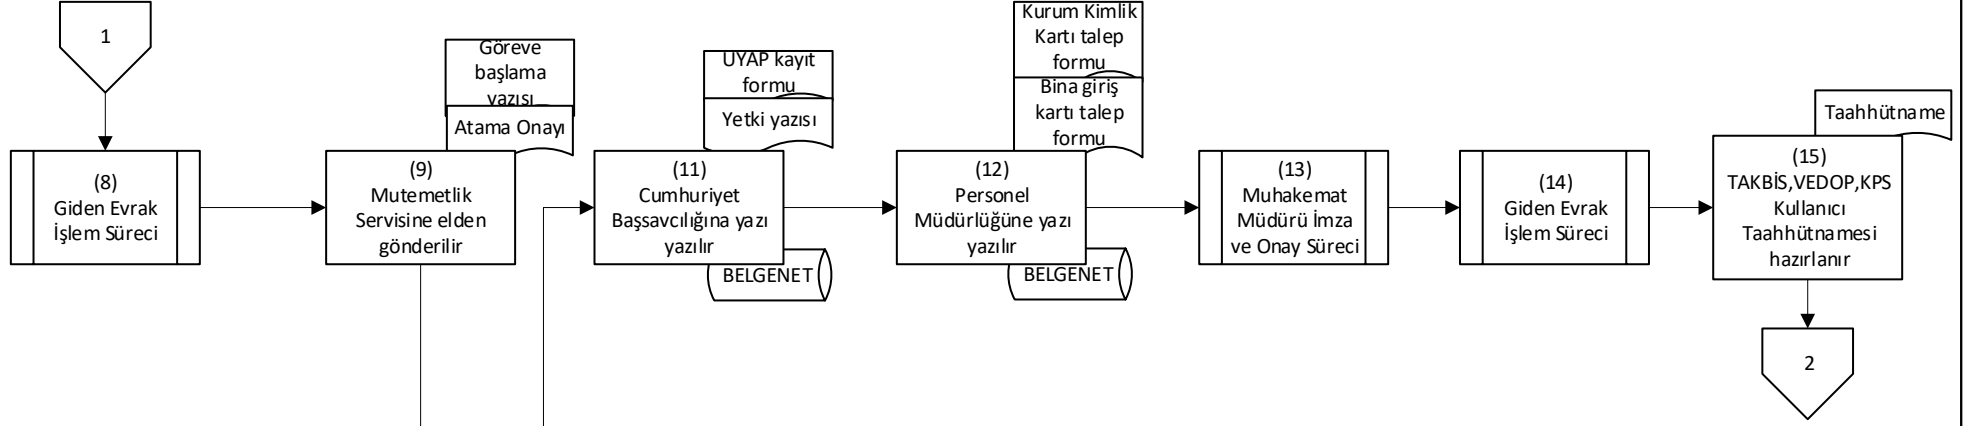 1
(8)
Giden Evrak
İşlem Süreci
Göreve
başlama
yazısı
Atama Onayı
(9)
Mutemetlik
Servisine elden
gönderilir
UYAP kayıt
formu
Yetki yazısı
(11)
Cumhuriyet
Başsavcılığına yazı
yazılır
BELGENET
Kurum Kimlik
Kartı talep
formu
Bina giriş
kartı talep
formu
(12)
Personel
Müdürlüğüne yazı
yazılır
BELGENET
(13)
Muhakemat
Müdürü İmza
ve Onay Süreci
(14)
Giden Evrak
İşlem Süreci
Taahhütname
(15)
TAKBİS,VEDOP,KPS
Kullanıcı
Taahhütnamesi
hazırlanır
2